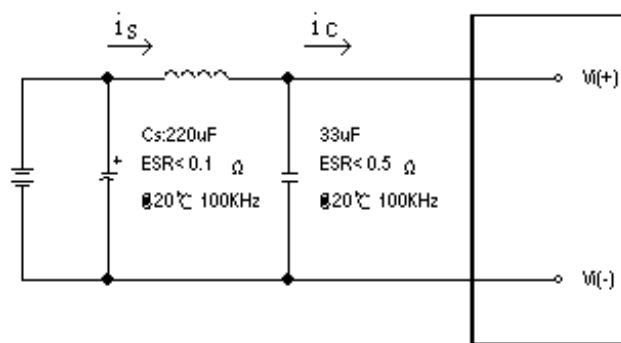 iS
iC
Vi(+)
Cs:220uF
ESR<0.1 Ω
@20℃ 100KHz
33uF
ESR<0.5 Ω
@20℃ 100KHz
+
Vi(-)